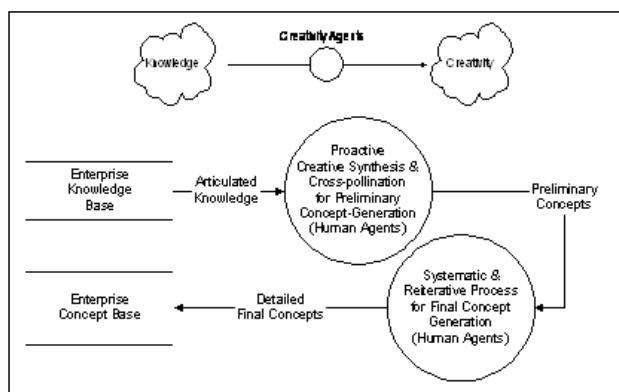 Creativity Agents
Knowledge
Creativity
Proactive
Creative Synthesis &
Cross-pollination
for Preliminary
Concept-Generation
(Human Agents)
Enterprise
Knowledge
Base
Articulated
Knowledge
Preliminary
Concepts
Systematic &
Reiterative Process
for Final Concept
Generation
(Human Agents)
Detailed
Final Concepts
Enterprise
Concept Base